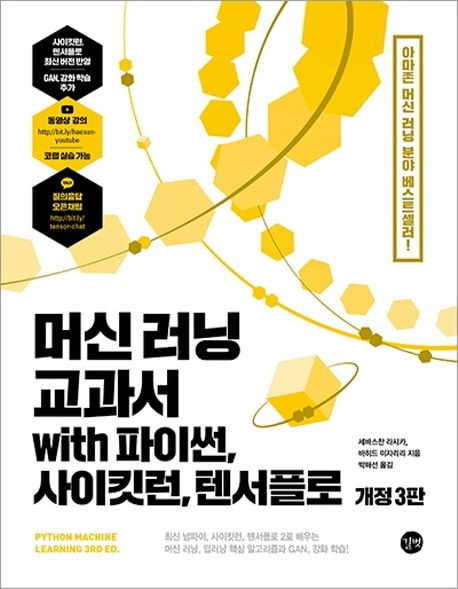 사이킷런,
텐서플로
최신 버전 반영
GAN, 강화 학습
추가
동영상 강의
http://bit.ly/haesun-
youtube
코랩 실습 가능
TALK
질의응답
오픈채팅
http://bit.ly/
tensor-chat
아마존 머신 러닝 분야 베스트셀러!
머신 러닝
교과서
with 파이썬,
사이킷런, 텐서플로
개정 3판
세바스찬 라시카,
바히드 미자리리 지음
박해선 옮김
PYTHON MACHINE
LEARNING 3RD ED.
최신 넘파이, 사이킷런, 텐서플로 2로 배우는
머신 러닝, 딥러닝 핵심 알고리즘과 GAN, 강화 학습!
길벗